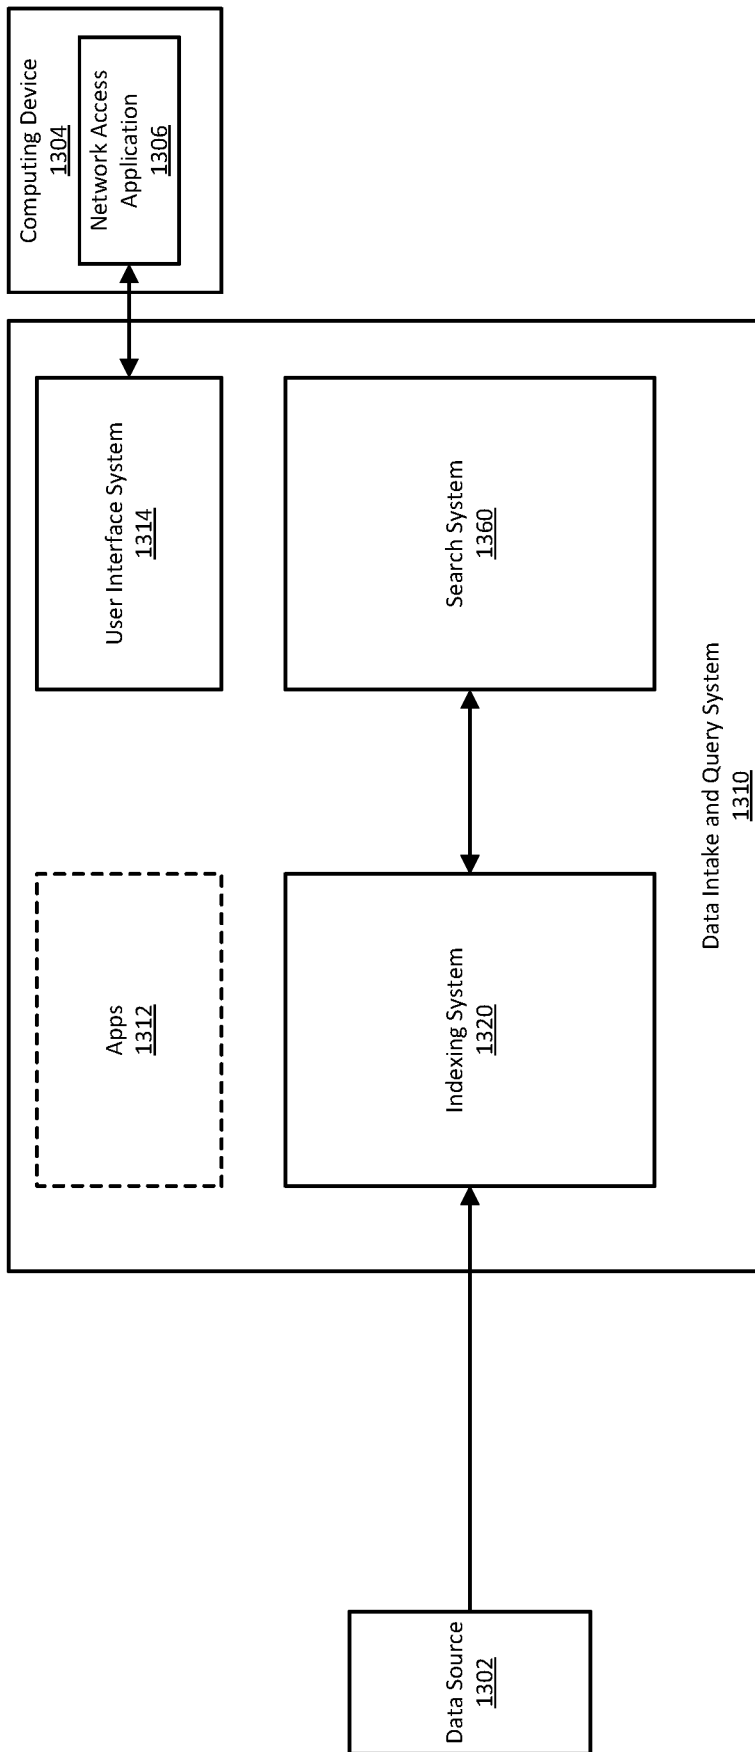 Computing Device
1304
Network Access
Application
1306
Apps
1312
User Interface System
1314
Data Source
1302
Indexing System
1320
Search System
1360
Data Intake and Query System
1310